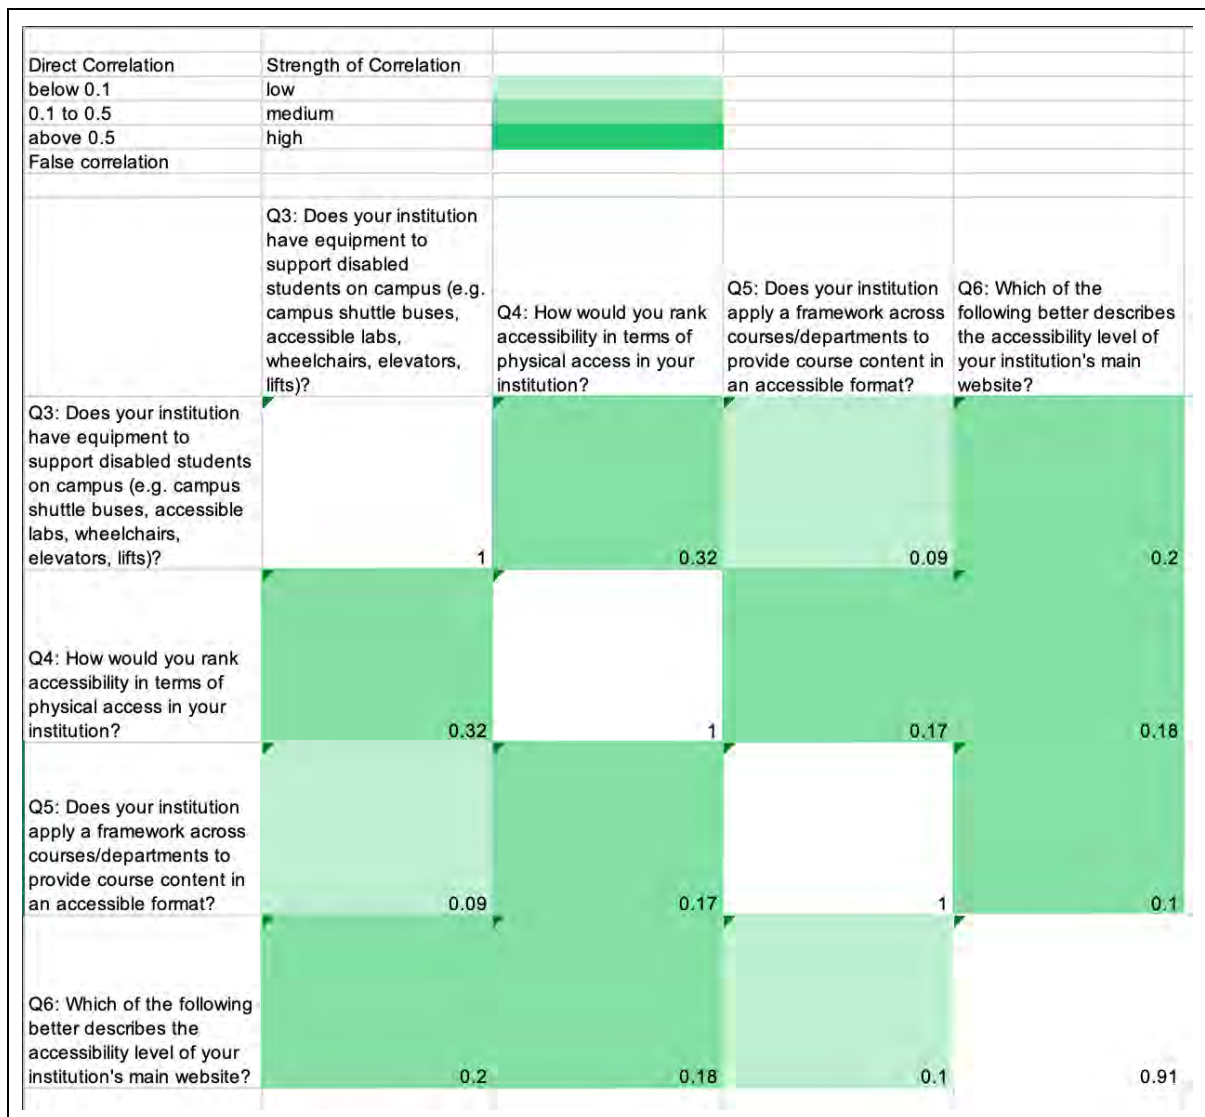 Direct Correlation Strength of Correlation
below 0.1 low
0.1 to 0.5 medium
above 0.5 high
False correlation
Q3: Does your institution
have equipment to
support disabled
students on campus (e.g.
campus shuttle buses,
accessible labs,
wheelchairs, elevators,
lifts)?
Q4: How would you rank
accessibility in terms of
physical access in your
institution?
Q5: Does your institution
apply a framework across
courses/departments to
provide course content in
an accessible format?
Q6: Which of the
following better describes
the accessibility level of
your institution's main
website?
Q3: Does your institution
have equipment to
support disabled students
on campus (e.g. campus
shuttle buses, accessible
labs, wheelchairs,
elevators, lifts)?
1 0.32 0.09 0.2
Q4: How would you rank
accessibility in terms of
physical access in your
institution?
0.32 1 0.17 0.18
Q5: Does your institution
apply a framework across
courses/departments to
provide course content in
an accessible format?
0.09 0.17 1 0.1
Q6: Which of the following
better describes the
accessibility level of your
institution's main website?
0.2 0.18 0.1 0.91